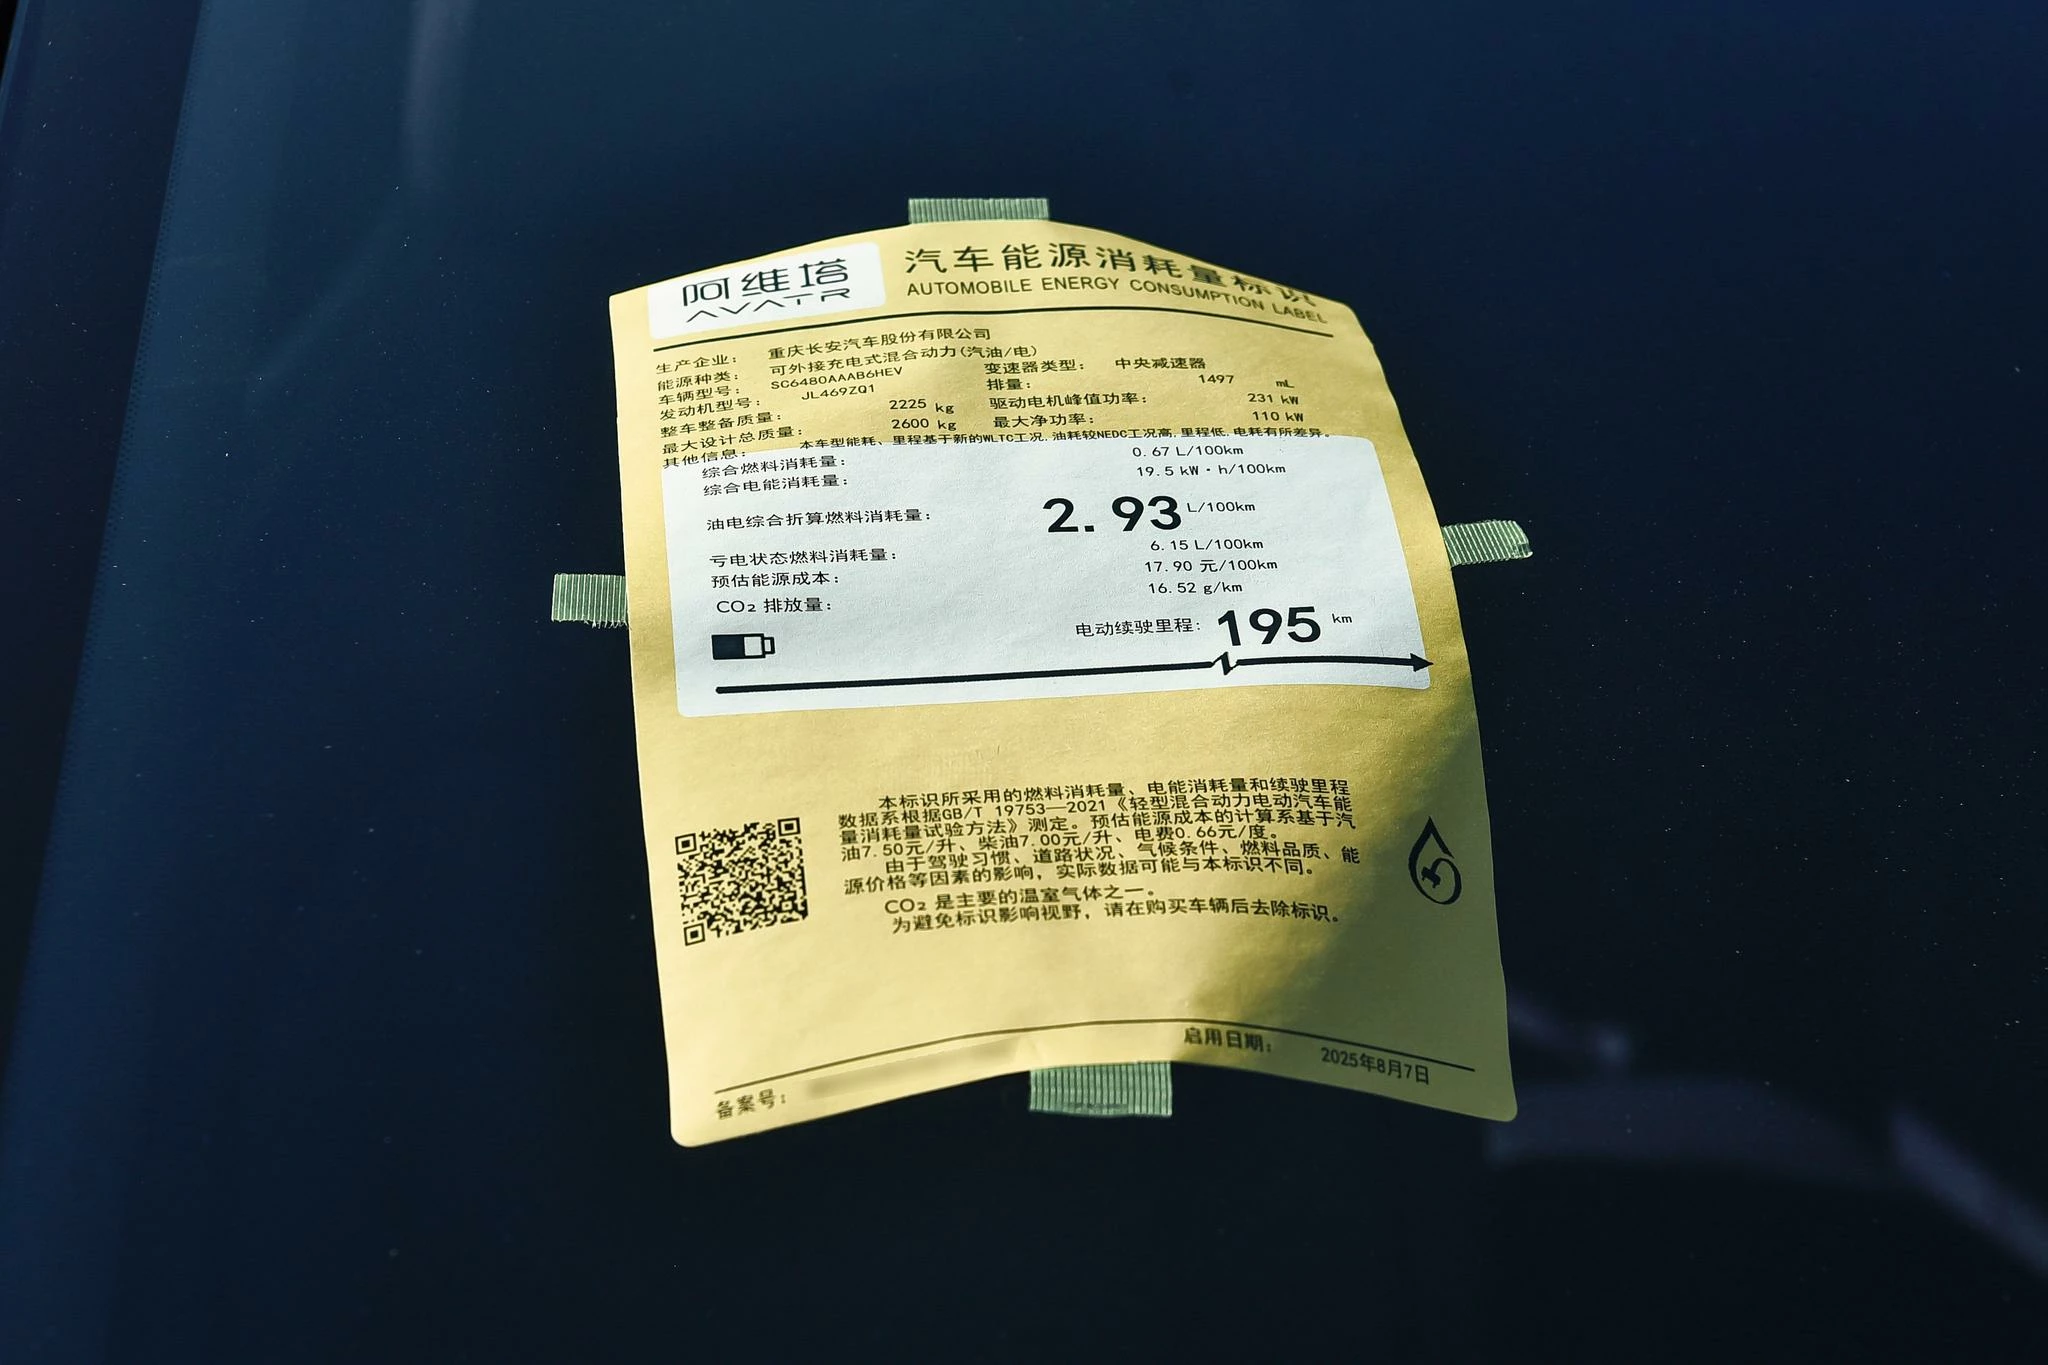 阿维塔
AVATR
汽车能源消耗量标识
AUTOMOBILE ENERGY CONSUMPTION LABEL
生产企业： 重庆长安汽车股份有限公司
能源种类： 可外接充电式混合动力(汽油/电)
车辆型号： SC6480AAAB6HEV 变速器类型： 中央减速器
发动机型号： JL469ZQ1 排量： 1497 mL
整车整备质量： 2225 kg 驱动电机峰值功率： 231 kW
最大设计总质量： 2600 kg 最大净功率： 110 kW
其他信息： 本车型能耗、里程基于新的WLTC工况,油耗较NEDC工况高,里程低,电耗有所差异。
综合燃料消耗量： 0.67 L/100km
综合电能消耗量： 19.5 kW·h/100km
油电综合折算燃料消耗量： 2.93 L/100km
亏电状态燃料消耗量： 6.15 L/100km
预估能源成本： 17.90 元/100km
CO₂ 排放量： 16.52 g/km
电动续驶里程: 195 km
本标识所采用的燃料消耗量、电能消耗量和续驶里程
数据系根据GB/T 19753—2021《轻型混合动力电动汽车能
量消耗量试验方法》测定。预估能源成本的计算系基于汽
油7.50元/升、柴油7.00元/升、电费0.66元/度。
由于驾驶习惯、道路状况、气候条件、燃料品质、能
源价格等因素的影响，实际数据可能与本标识不同。
CO₂ 是主要的温室气体之一。
为避免标识影响视野，请在购买车辆后去除标识。
备案号： 启用日期： 2025年8月7日